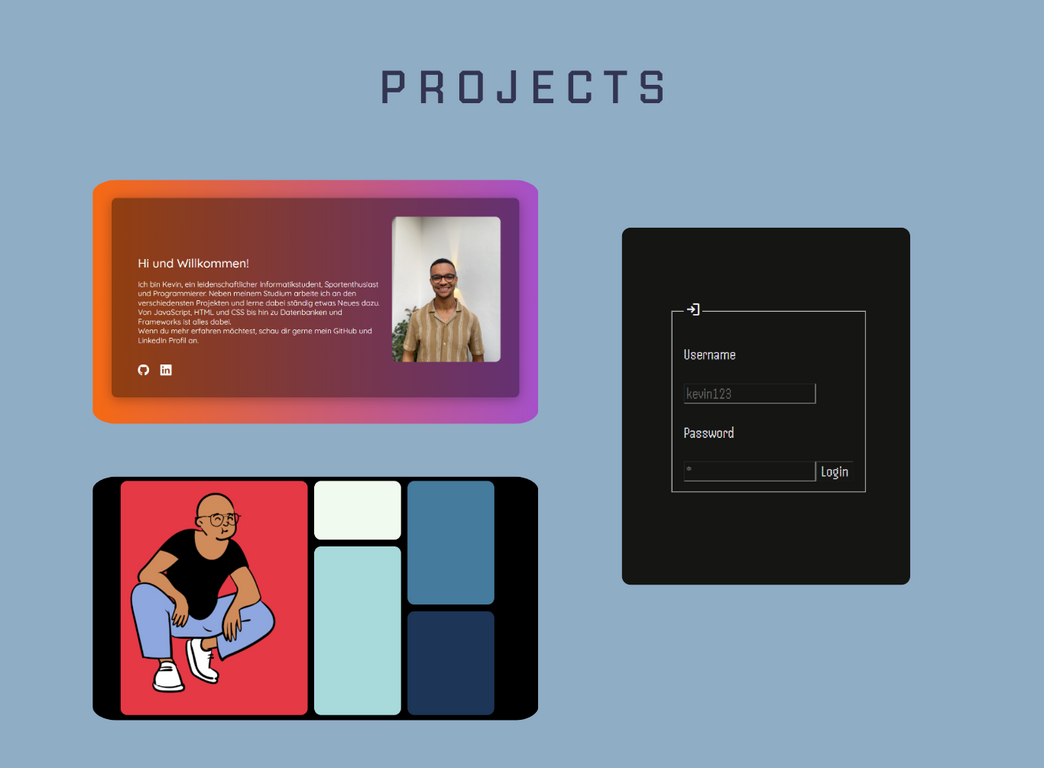 PROJECTS
Hi und Willkommen!
Ich bin Kevin, ein leidenschaftlicher Informatikstudent, Sportenthusiast
und Programmierer. Neben meinem Studium arbeite ich an den
verschiedensten Projekten und lerne dabei ständig etwas Neues dazu.
Von JavaScript, HTML und CSS bis hin zu Datenbanken und
Frameworks ist alles dabei.
Wenn du mehr erfahren möchtest, schau dir gerne mein GitHub und
LinkedIn Profil an.
in
Username
kevin123
Password
*
Login